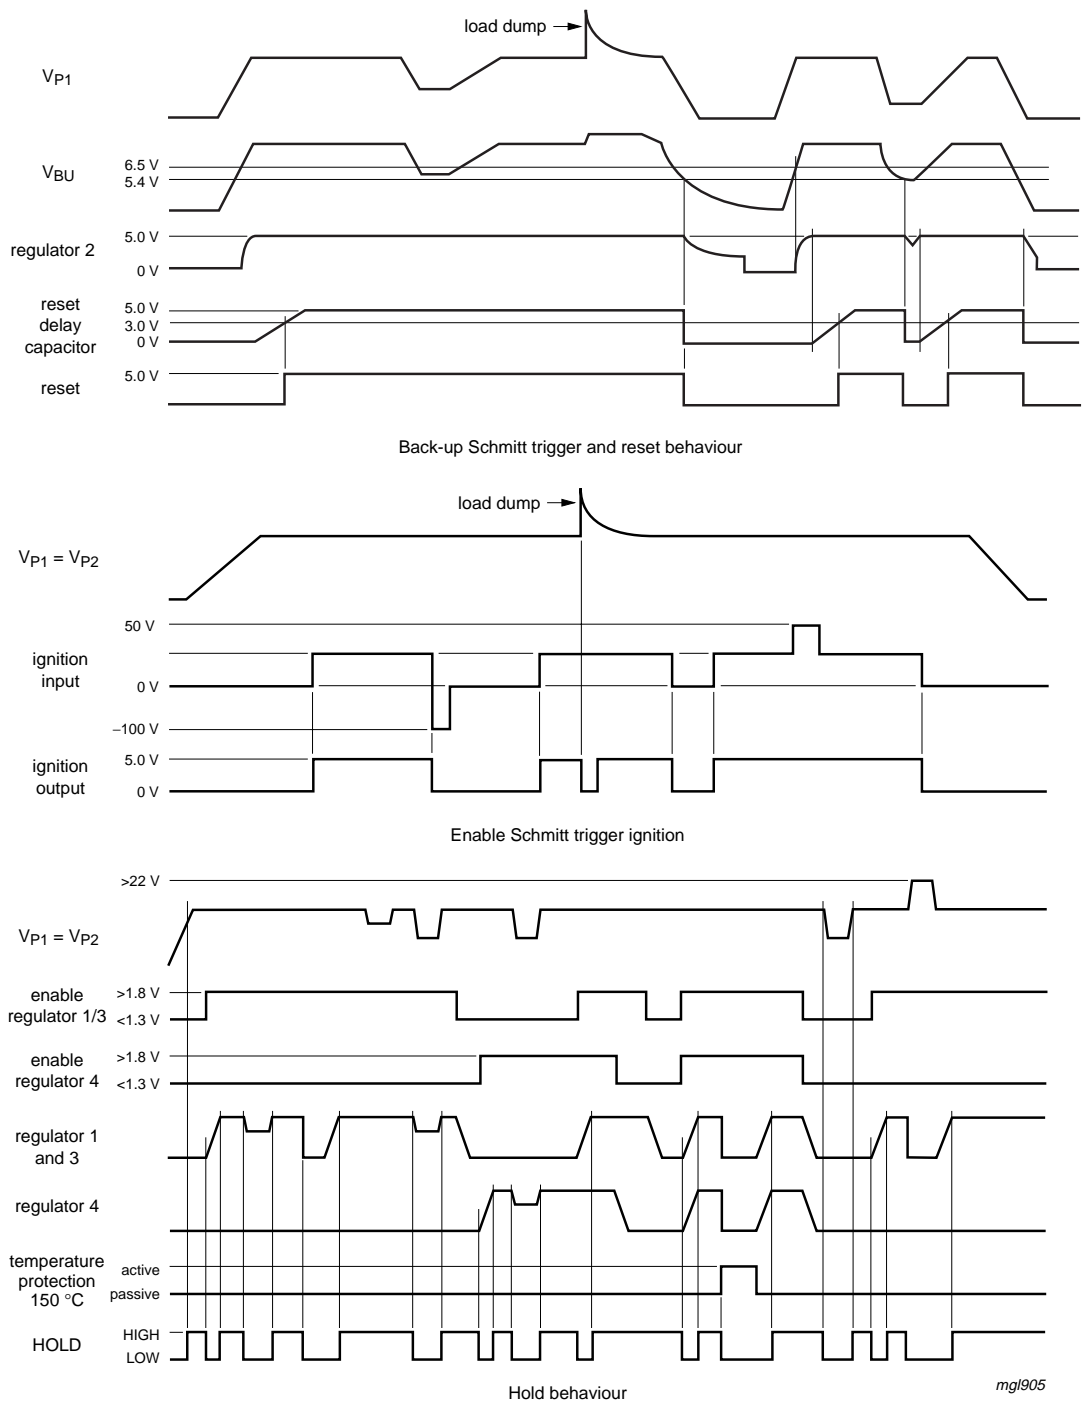 load dump
VP1
VBU
6.5 V
5.4 V
regulator 2
5.0 V
0 V
reset
delay
capacitor
5.0 V
3.0 V
0 V
reset
5.0 V
Back-up Schmitt trigger and reset behaviour
load dump
VP1 = VP2
50 V
ignition
input
0 V
−100 V
ignition
output
5.0 V
0 V
Enable Schmitt trigger ignition
>22 V
VP1 = VP2
enable
regulator 1/3
>1.8 V
<1.3 V
enable
regulator 4
>1.8 V
<1.3 V
regulator 1
and 3
regulator 4
temperature
protection
150 °C
active
passive
HOLD
HIGH
LOW
Hold behaviour
mgl905